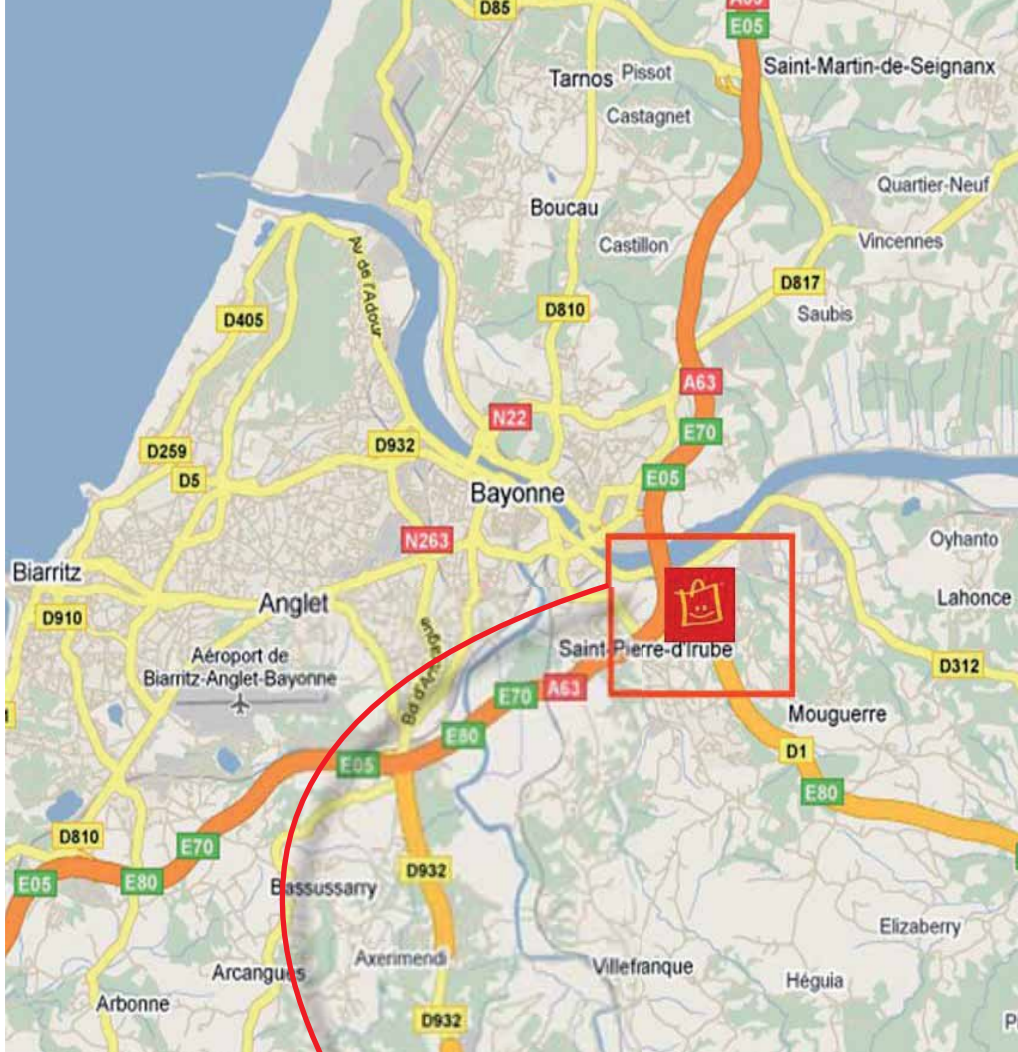 D85
A63
E05
Saint-Martin-de-Seignanx
Tarnos
Pissot
Castagnet
Quartier-Neuf
Boucau
Vincennes
Castillon
Av de l'Adour
D817
D810
Saubis
D405
A63
N22
E70
D932
D259
E05
D5
Bayonne
N263
Oyhanto
Biarritz
Anglet
Lahonce
D910
Saint-Pierre-d'Irube
Aéroport de
Biarritz-Anglet-Bayonne
D312
A63
E70
Mouguerre
E80
D1
E05
E80
D810
E70
D932
E05
E80
Bassussarry
Elizaberry
Axerimendi
Arcangues
Villefranque
Héguia
Arbonne
D932